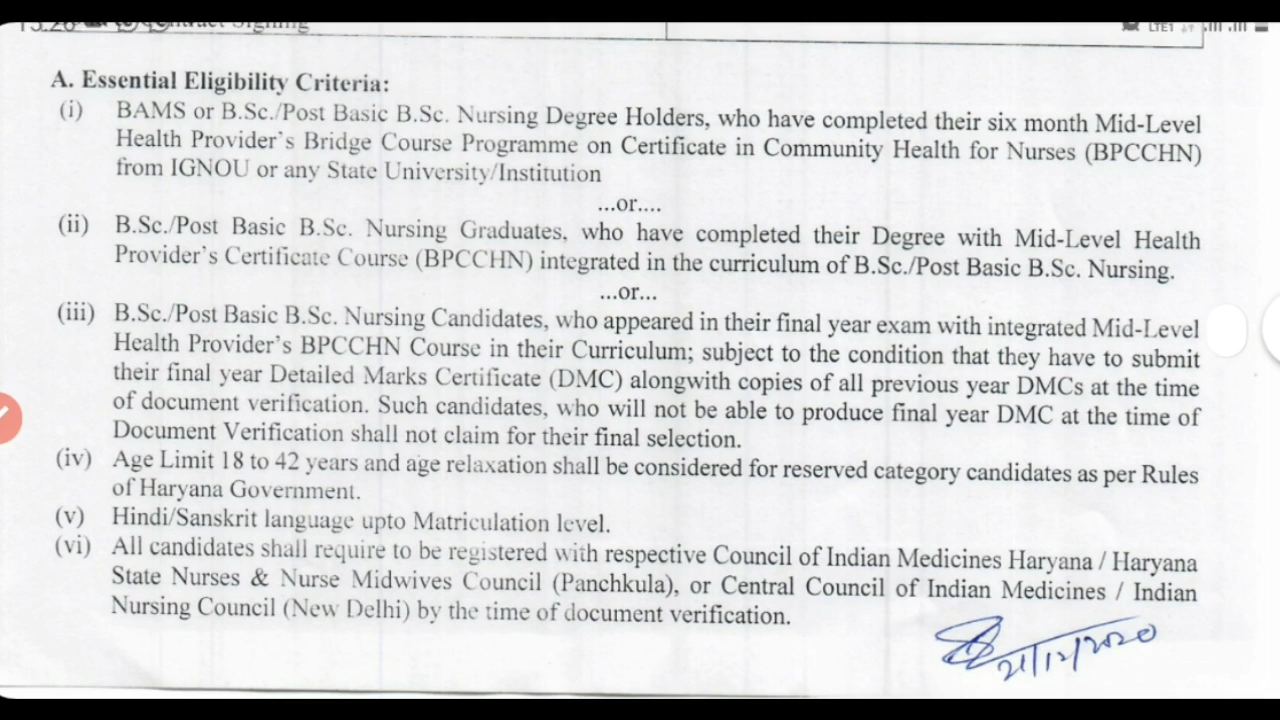 Contract Signing
LTE1
A. Essential Eligibility Criteria:
(i) BAMS or B.Sc./Post Basic B.Sc. Nursing Degree Holders, who have completed their six month Mid-Level
Health Provider's Bridge Course Programme on Certificate in Community Health for Nurses (BPCCHN)
from IGNOU or any State University/Institution
...or....
(ii) B.Sc./Post Basic B.Sc. Nursing Graduates, who have completed their Degree with Mid-Level Health
Provider's Certificate Course (BPCCHN) integrated in the curriculum of B.Sc./Post Basic B.Sc. Nursing.
...or...
(iii) B.Sc./Post Basic B.Sc. Nursing Candidates, who appeared in their final year exam with integrated Mid-Level
Health Provider's BPCCHN Course in their Curriculum; subject to the condition that they have to submit
their final year Detailed Marks Certificate (DMC) alongwith copies of all previous year DMCs at the time
of document verification. Such candidates, who will not be able to produce final year DMC at the time of
Document Verification shall not claim for their final selection.
(iv) Age Limit 18 to 42 years and age relaxation shall be considered for reserved category candidates as per Rules
of Haryana Government.
(v) Hindi/Sanskrit language upto Matriculation level.
(vi) All candidates shall require to be registered with respective Council of Indian Medicines Haryana / Haryana
State Nurses & Nurse Midwives Council (Panchkula), or Central Council of Indian Medicines / Indian
Nursing Council (New Delhi) by the time of document verification.
21/12/2020